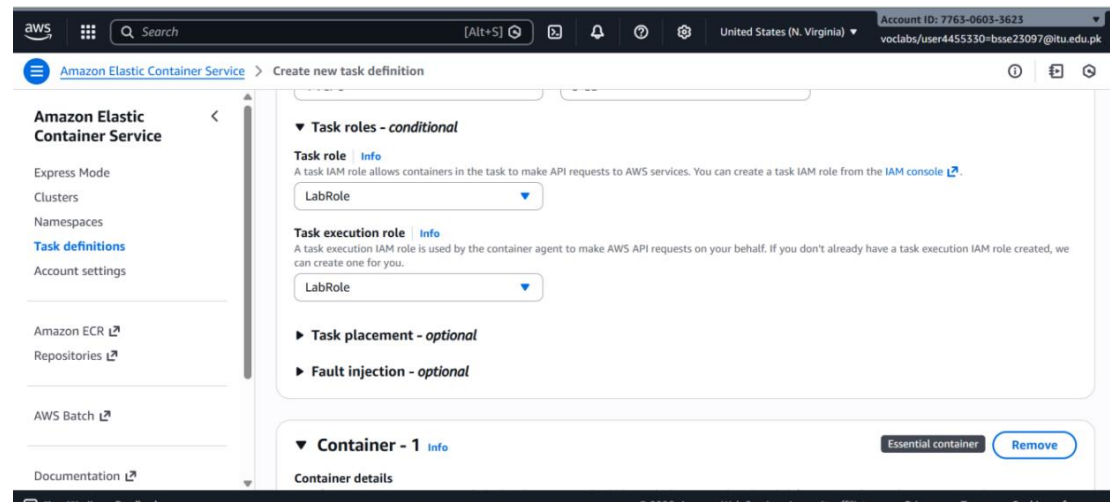 aws
Search
[Alt+S]
United States (N. Virginia)
Account ID: 7763-0603-3623
voclabs/user4455330=bsse23097@itu.edu.pk
Amazon Elastic Container Service > Create new task definition
Amazon Elastic
Container Service
Express Mode
Clusters
Namespaces
Task definitions
Account settings
Amazon ECR
Repositories
AWS Batch
Documentation
Task roles - conditional
Task role Info
A task IAM role allows containers in the task to make API requests to AWS services. You can create a task IAM role from the IAM console.
LabRole
Task execution role Info
A task execution IAM role is used by the container agent to make AWS API requests on your behalf. If you don't already have a task execution IAM role created, we
can create one for you.
LabRole
Task placement - optional
Fault injection - optional
Container - 1 Info
Essential container
Remove
Container details